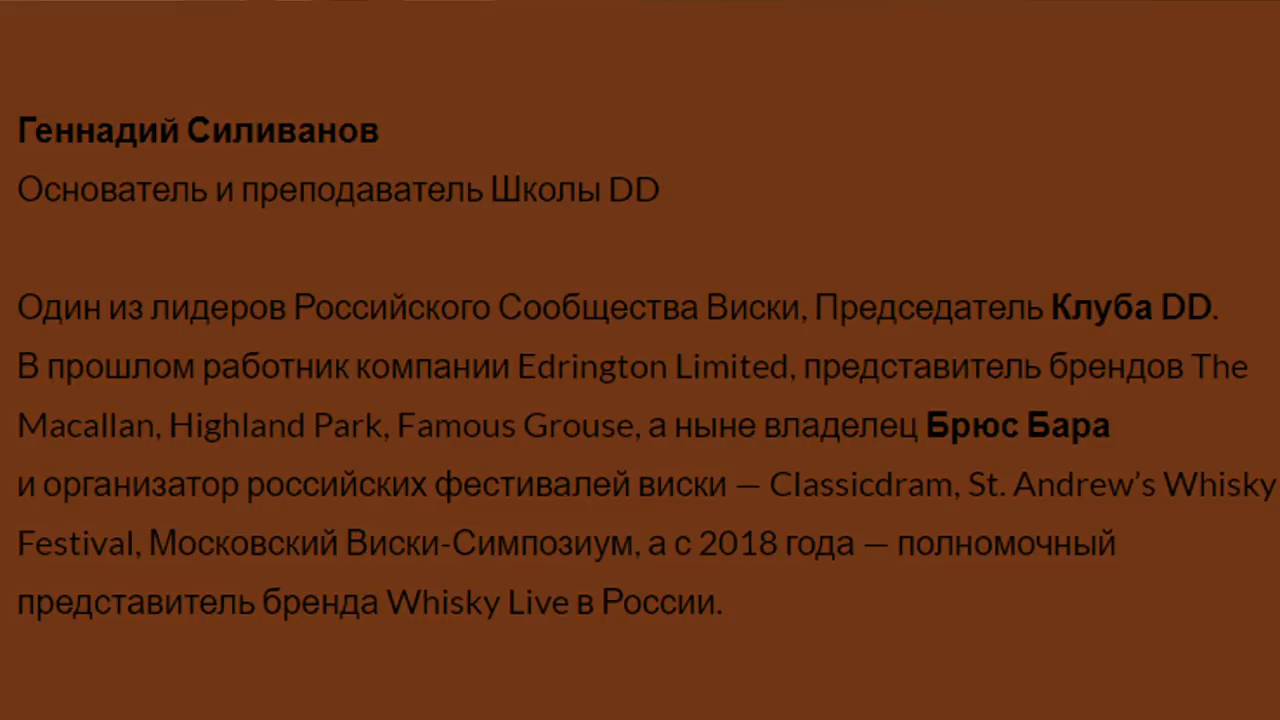 Геннадий Силиванов
Основатель и преподаватель Школы DD
Один из лидеров Российского Сообщества Виски, Председатель Клуба DD.
В прошлом работник компании Edrington Limited, представитель брендов The
Macallan, Highland Park, Famous Grouse, а ныне владелец Брюс Бара
и организатор российских фестивалей виски — Classicdram, St. Andrew’s Whisky
Festival, Московский Виски-Симпозиум, а с 2018 года — полномочный
представитель бренда Whisky Live в России.